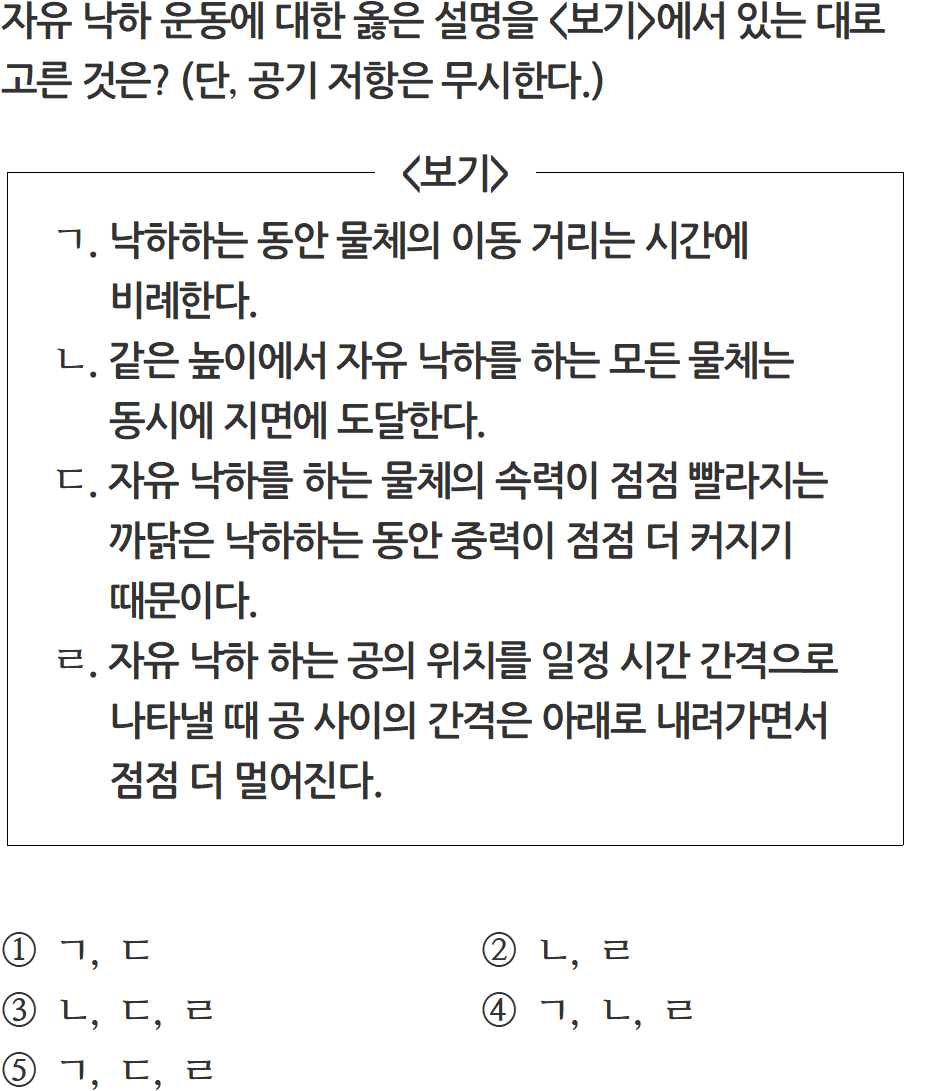 자유 낙하 운동에 대한 옳은 설명을 <보기>에서 있는 대로
고른 것은? (단, 공기 저항은 무시한다.)
<보기>
ㄱ. 낙하하는 동안 물체의 이동 거리는 시간에
비례한다.
ㄴ. 같은 높이에서 자유 낙하를 하는 모든 물체는
동시에 지면에 도달한다.
ㄷ. 자유 낙하를 하는 물체의 속력이 점점 빨라지는
까닭은 낙하하는 동안 중력이 점점 더 커지기
때문이다.
ㄹ. 자유 낙하 하는 공의 위치를 일정 시간 간격으로
나타낼 때 공 사이의 간격은 아래로 내려가면서
점점 더 멀어진다.
① ㄱ, ㄷ ② ㄴ, ㄹ
③ ㄴ, ㄷ, ㄹ ④ ㄱ, ㄴ, ㄹ
⑤ ㄱ, ㄷ, ㄹ